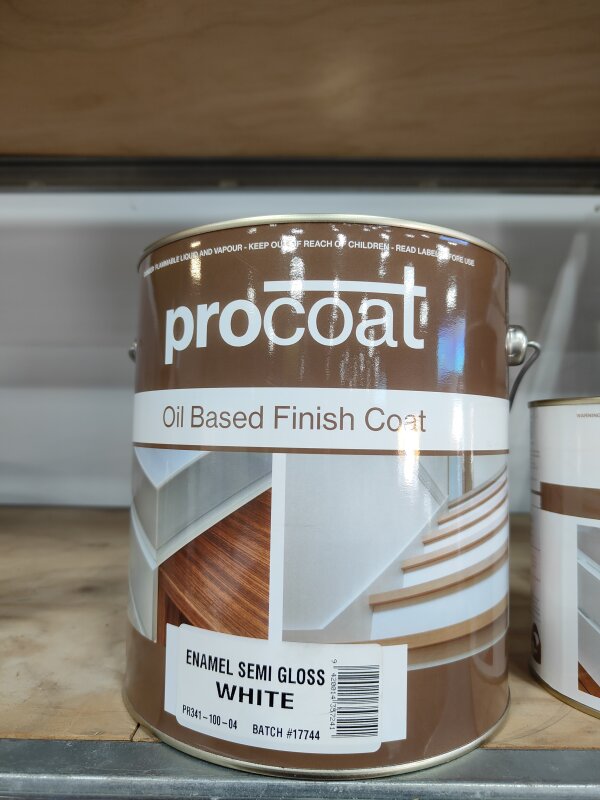 FLAMMABLE LIQUID AND VAPOUR - KEEP OUT OF REACH OF CHILDREN - READ LABEL BEFORE USE
procoat
Oil Based Finish Coat
ENAMEL SEMI GLOSS
WHITE
PR341-100-04 BATCH #17744
WARNING